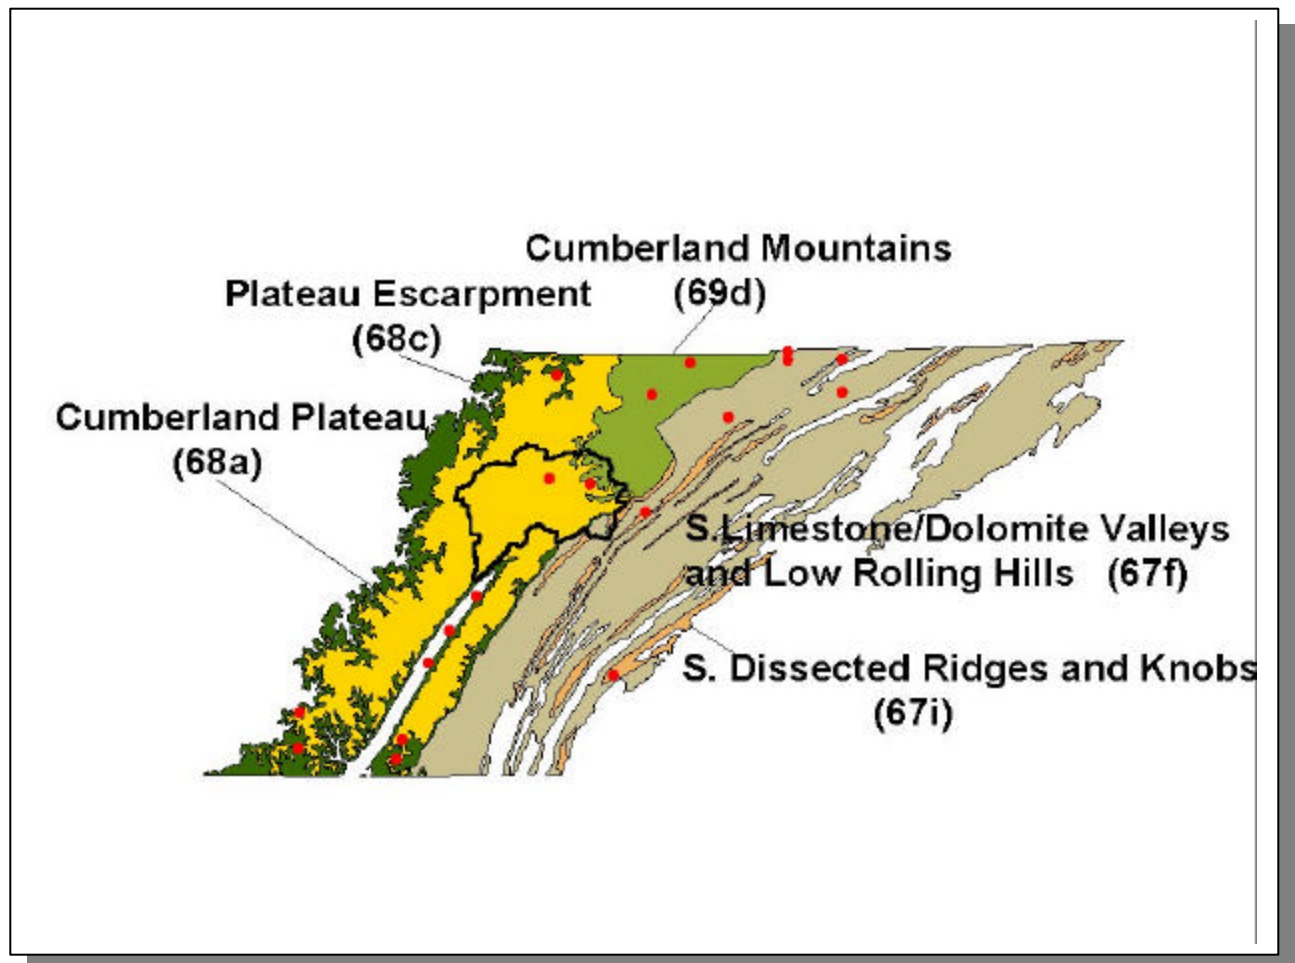 Cumberland Mountains
(69d)
Plateau Escarpment
(68c)
Cumberland Plateau
(68a)
S.Limestone/Dolomite Valleys
and Low Rolling Hills (67f)
S. Dissected Ridges and Knobs
(67i)